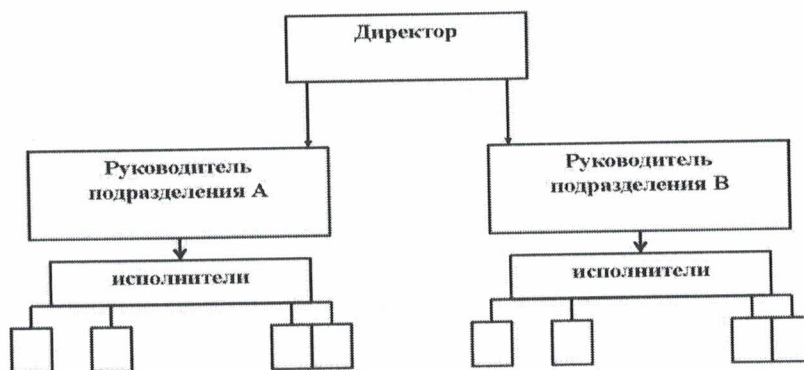 Директор
Руководитель
подразделения А
Руководитель
подразделения В
исполнители
исполнители